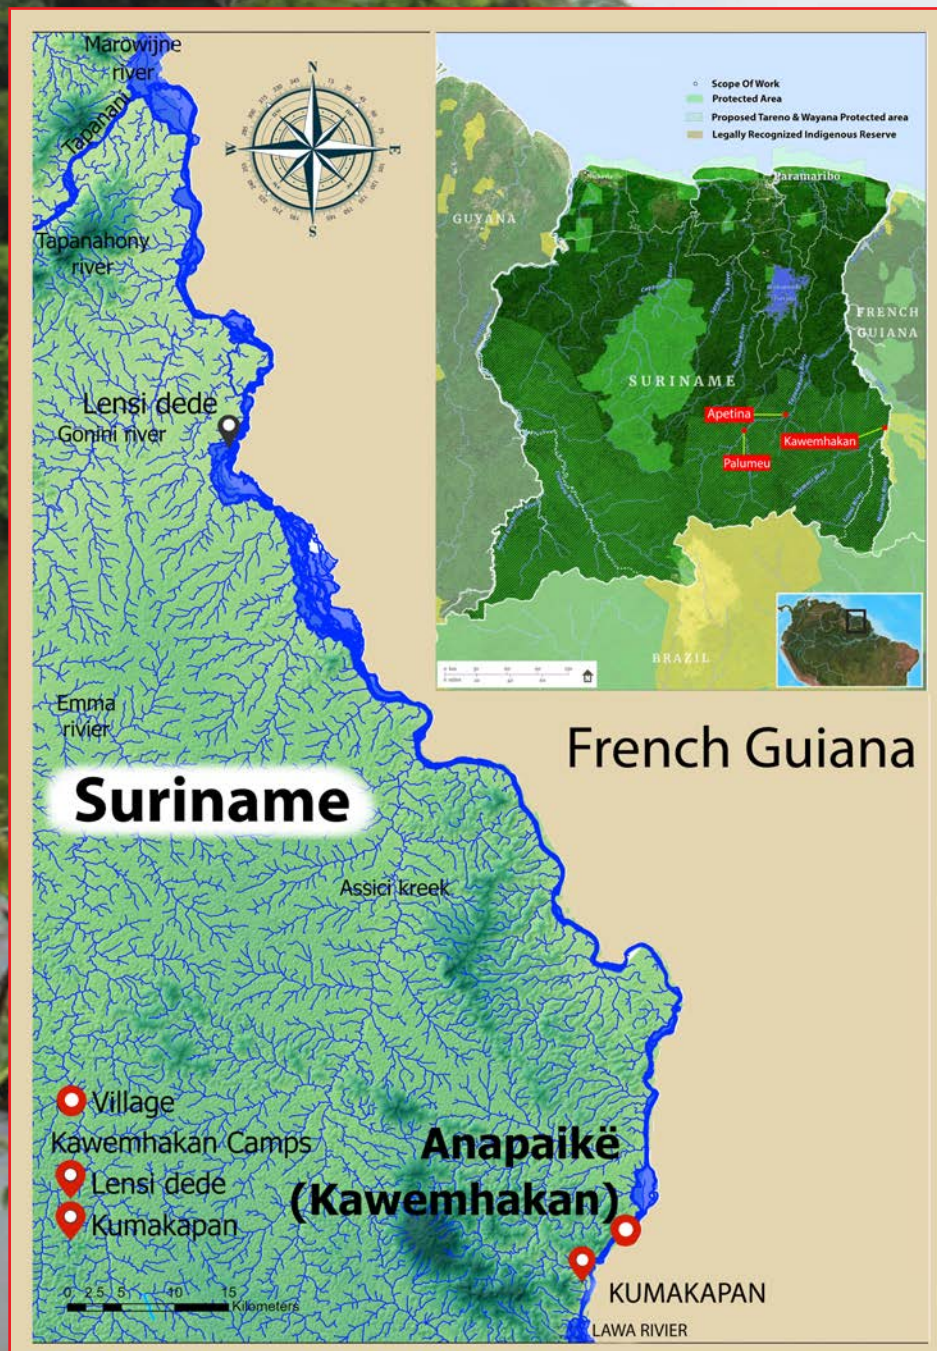 Marowijne
river
Tapanani
Tapanahony
river
Lensi dede
Gonini river
Emma
rivier
Suriname
Assici kreek
French Guiana
Village
Kawemhakan Camps
Lensi dede
Kumakapan
Anapaikë
(Kawemhakan)
KUMAKAPAN
LAWA RIVIER
0 2.5 5 10 15
Kilometers
N
W
E
S
Scope Of Work
Protected Area
Proposed Tareno & Wayana Protected area
Legally Recognized Indigenous Reserve
Paramaribo
GUYANA
FRENCH
GUIANA
SURINAME
Apetina
Kawemhakan
Palumeu
BRAZIL